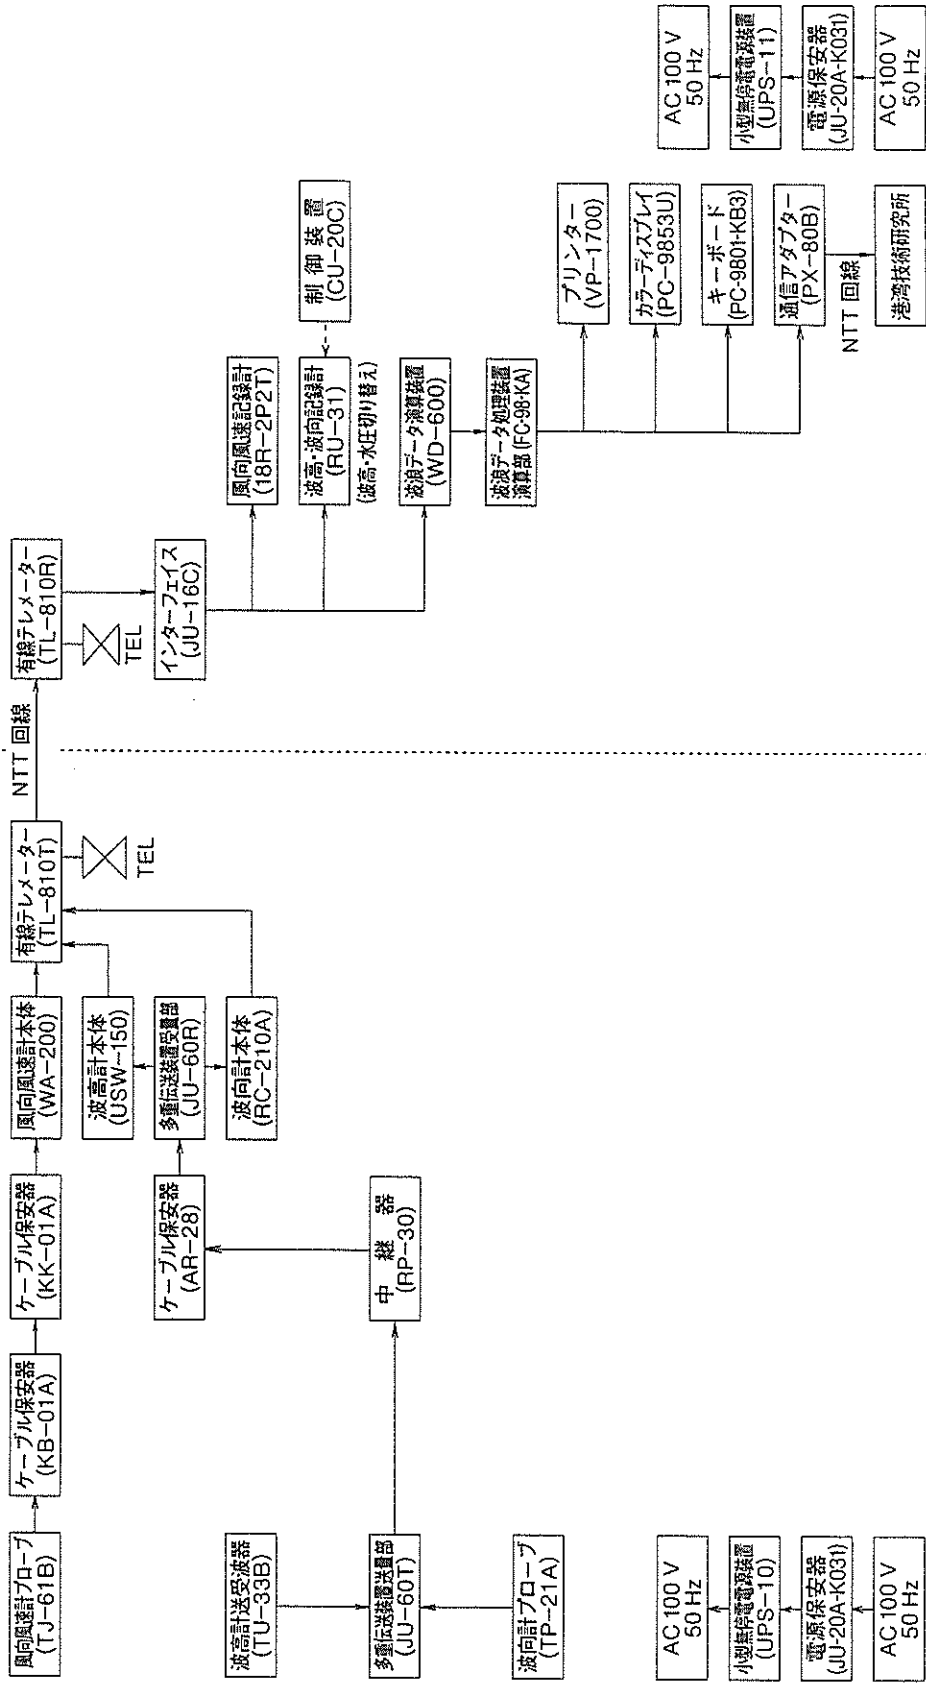 風向風速計プローブ
(TJ-61B)
ケーブル保安器
(KB-01A)
ケーブル保安器
(KK-01A)
風向風速計本体
(WA-200)
有線テレメーター
(TL-810T)
TEL
NTT 回線
有線テレメーター
(TL-810R)
TEL
波高計本体
(USW-150)
ケーブル保安器
(AR-28)
多重伝送装置受量部
(JU-60R)
波向計本体
(RC-210A)
インターフェイス
(JU-16C)
波高計送受波器
(TU-33B)
多重伝送装置送量部
(JU-60T)
中継器
(RP-30)
波向計プローブ
(TP-21A)
風向風速記録計
(18R-2P2T)
波高・波向記録計
(RU-31)
(波高・水圧切り替え)
制御装置
(CU-20C)
波浪データ演算装置
(WD-600)
波浪データ処理装置
演算部(FC-98・KA)
プリンター
(VP-1700)
カラーディスプレイ
(PC-9853U)
キーボード
(PC-9801-KB3)
通信アダプター
(PX-80B)
NTT 回線
港湾技術研究所
AC 100 V
50 Hz
小型無停電電源装置
(UPS-10)
電源保安器
(JU-20A-K031)
AC 100 V
50 Hz
AC 100 V
50 Hz
小型無停電電源装置
(UPS-11)
電源保安器
(JU-20A-K031)
AC 100 V
50 Hz